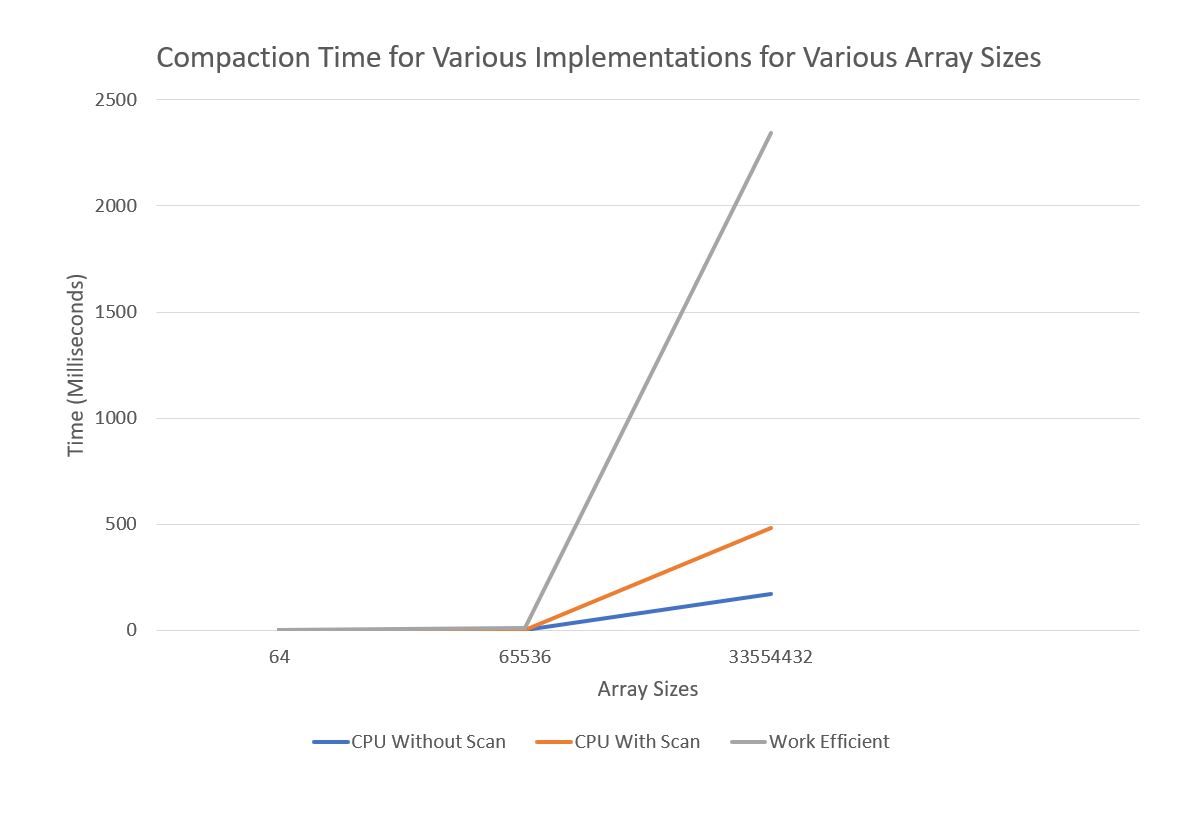 Compaction Time for Various Implementations for Various Array Sizes
2500
2000
1500
1000
500
0
Time (Milliseconds)
64 65536 33554432
Array Sizes
CPU Without Scan CPU With Scan Work Efficient